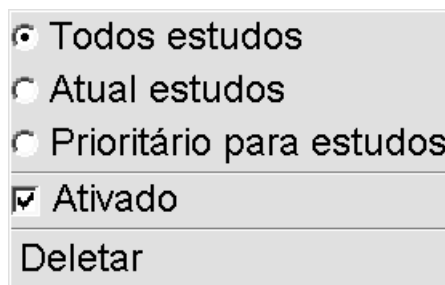 Todos estudos
Atual estudos
Prioritário para estudos
Ativado
Deletar